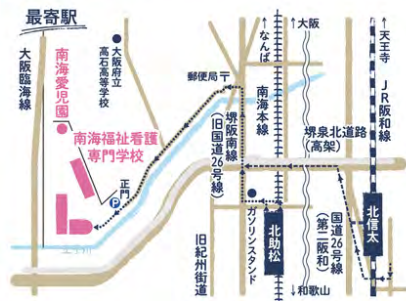 最寄駅
大阪臨海線
南海愛児園
大阪府立
高石高等学校
南海福祉看護
専門学校
正門
P
郵便局〒
堺阪南線
(旧国道26号線)
旧紀州街道
↑なんば
南海本線
↑大阪
堺泉北道路
(高架)
↑天王寺
JR阪和線
ガソリンスタンド
北助松
↓和歌山
国道26号線
(第二阪和)
北信太